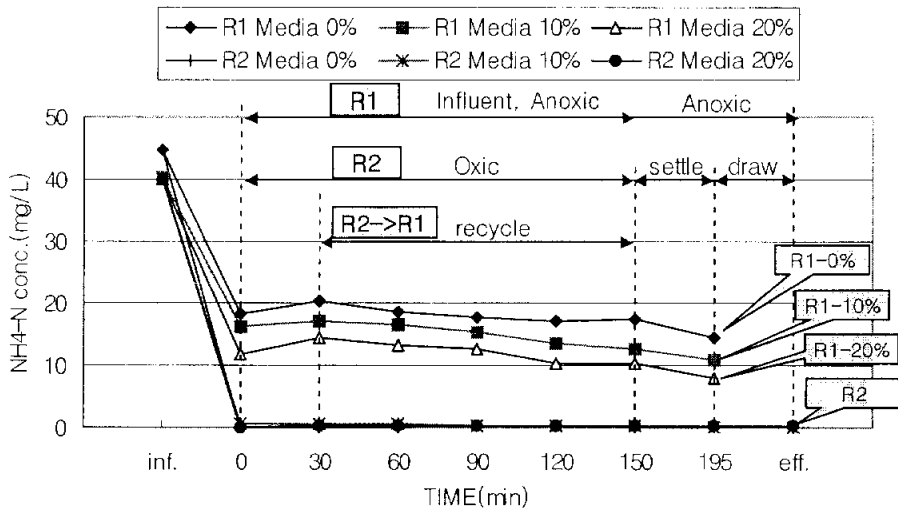 R1 Media 0% R1 Media 10% R1 Media 20%
R2 Media 0% R2 Media 10% R2 Media 20%
50
40
30
20
10
0
NH4-N conc.(mg/L)
R1 Influent, Anoxic Anoxic
R2 Oxic settle draw
R2->R1 recycle
R1-0%
R1-10%
R1-20%
R2
inf. 0 30 60 90 120 150 195 eff.
TIME(min)